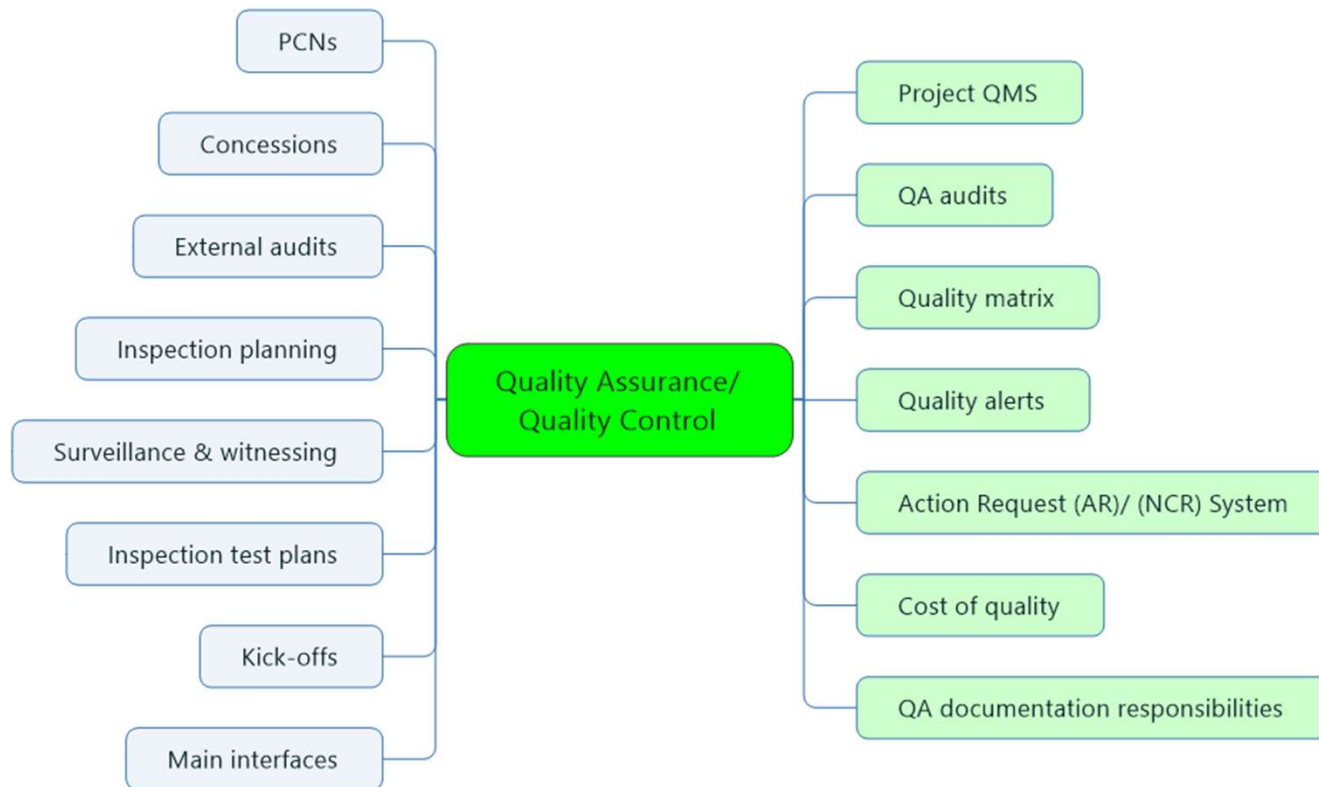 PCNs
Concessions
External audits
Inspection planning
Surveillance & witnessing
Inspection test plans
Kick-offs
Main interfaces
Quality Assurance/
Quality Control
Project QMS
QA audits
Quality matrix
Quality alerts
Action Request (AR)/ (NCR) System
Cost of quality
QA documentation responsibilities